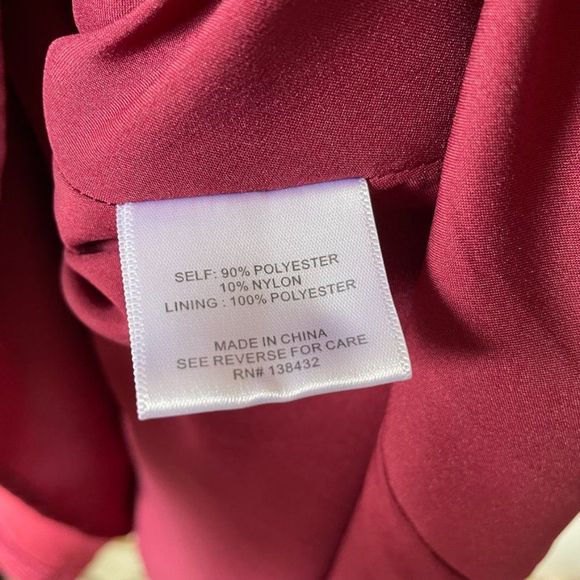 SELF: 90% POLYESTER
10% NYLON
LINING : 100% POLYESTER
MADE IN CHINA
SEE REVERSE FOR CARE
RN# 138432